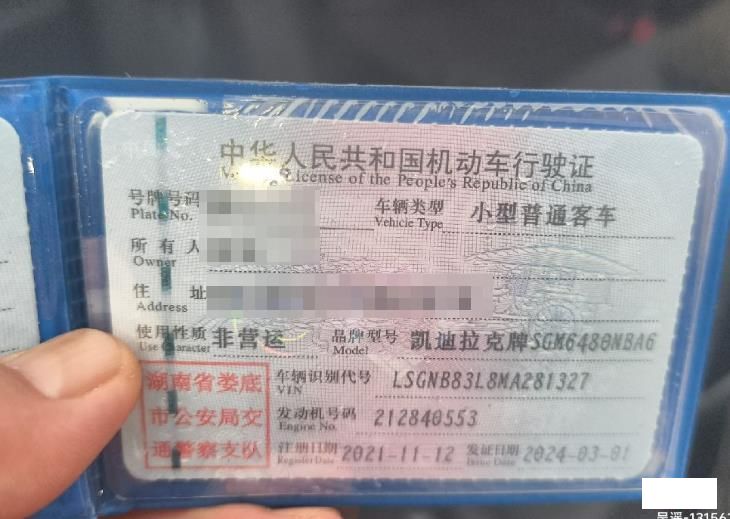 中华人民共和国机动车行驶证
Vehicle License of the People's Republic of China
号牌号码 Plate No. 车辆类型 Vehicle Type 小型普通客车
所有人 Owner
住址 Address
使用性质 Use Character 非营运 品牌型号 Model 凯迪拉克牌SGM6480NBA6
湖南省娄底
市公安局交
通警察支队
车辆识别代号 VIN LSGNB83L8MA281327
发动机号码 Engine No. 212840553
注册日期 Register Date 2021-11-12 发证日期 Issue Date 2024-03-01